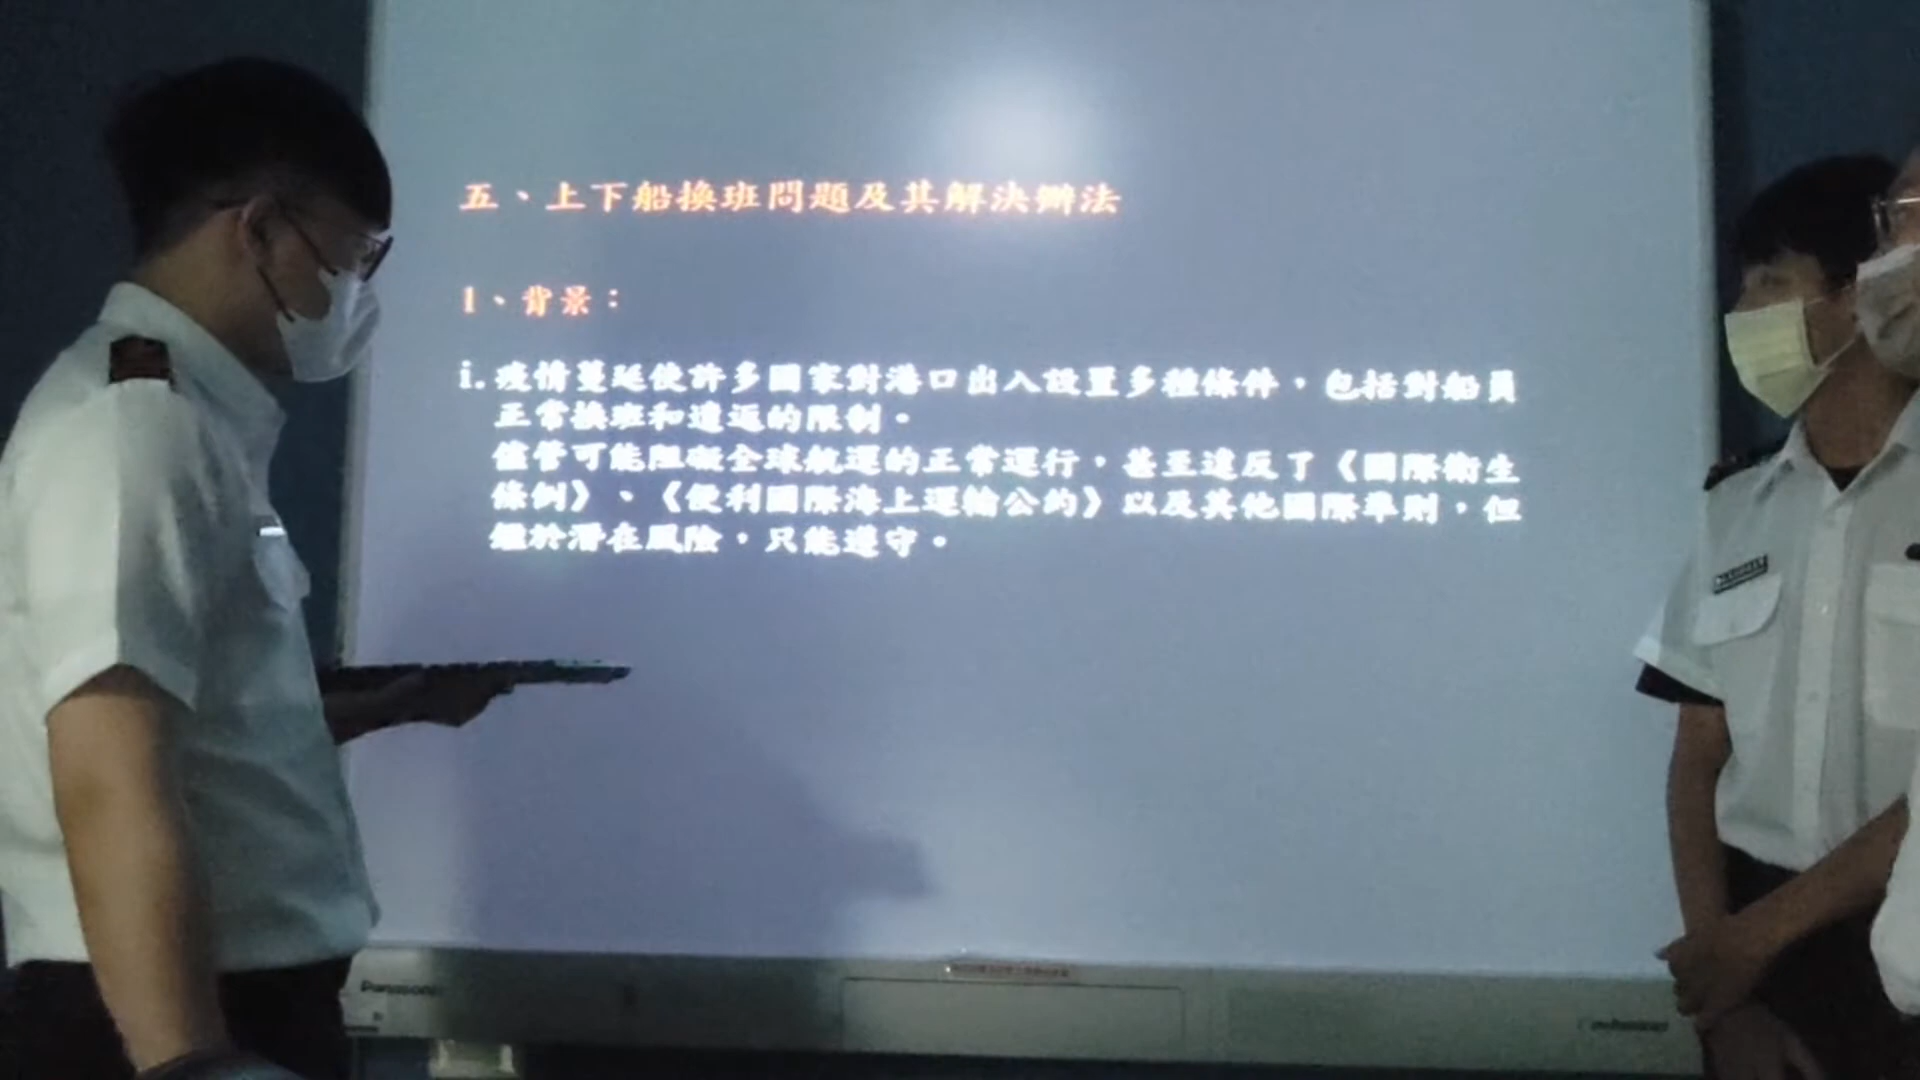 五、上下船換班問題及其解決辦法
1、背景：
i.疫情蔓延使許多國家對港口出入設置多種條件，包括對船員
正常換班和遣返的限制。
儘管可能阻礙全球航運的正常運行，甚至違反了《國際衛生
條例》、《便利國際海上運輸公約》以及其他國際準則，但
鑑於潛在風險，只能遵守。
Panasonic